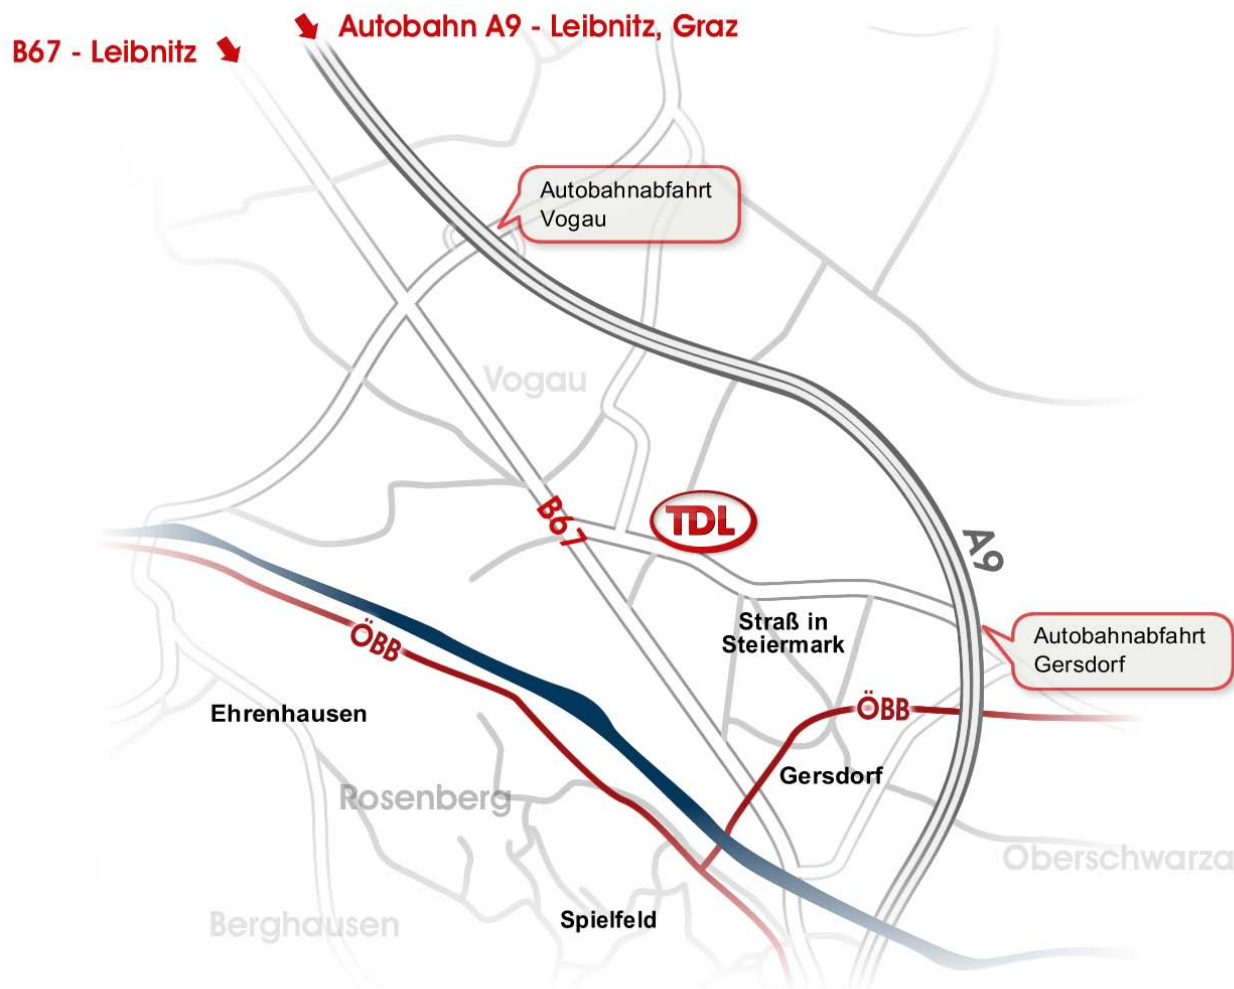 Autobahn A9 - Leibnitz, Graz
B67 - Leibnitz
Autobahnabfahrt
Vogau
Vogau
B67
TDL
A9
Straß in
Steiermark
Autobahnabfahrt
Gersdorf
ÖBB
ÖBB
Ehrenhausen
Gersdorf
Rosenberg
Oberschwarza
Berghausen
Spielfeld